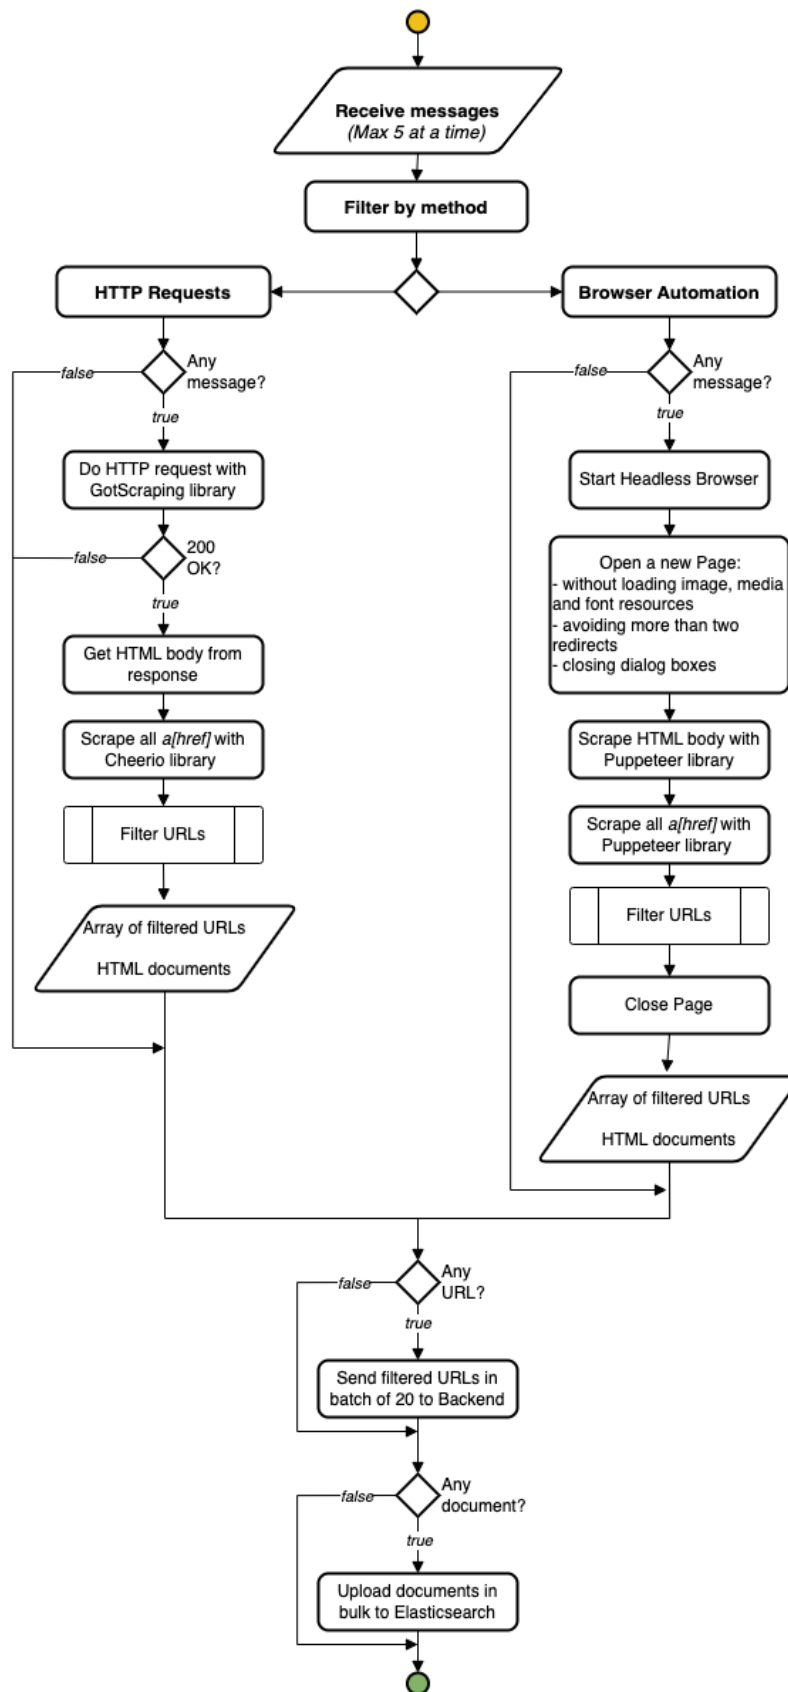 Receive messages
(Max 5 at a time)
Filter by method
HTTP Requests
Browser Automation
false
Any
message?
true
false
Any
message?
true
Do HTTP request with
GotScraping library
Start Headless Browser
false
200
OK?
true
Open a new Page:
- without loading image, media
and font resources
- avoiding more than two
redirects
- closing dialog boxes
Get HTML body from
response
Scrape all a[href] with
Cheerio library
Scrape HTML body with
Puppeteer library
Filter URLs
Scrape all a[href] with
Puppeteer library
Array of filtered URLs
HTML documents
Filter URLs
Close Page
Array of filtered URLs
HTML documents
false
Any
URL?
true
Send filtered URLs in
batch of 20 to Backend
false
Any
document?
true
Upload documents in
bulk to Elasticsearch